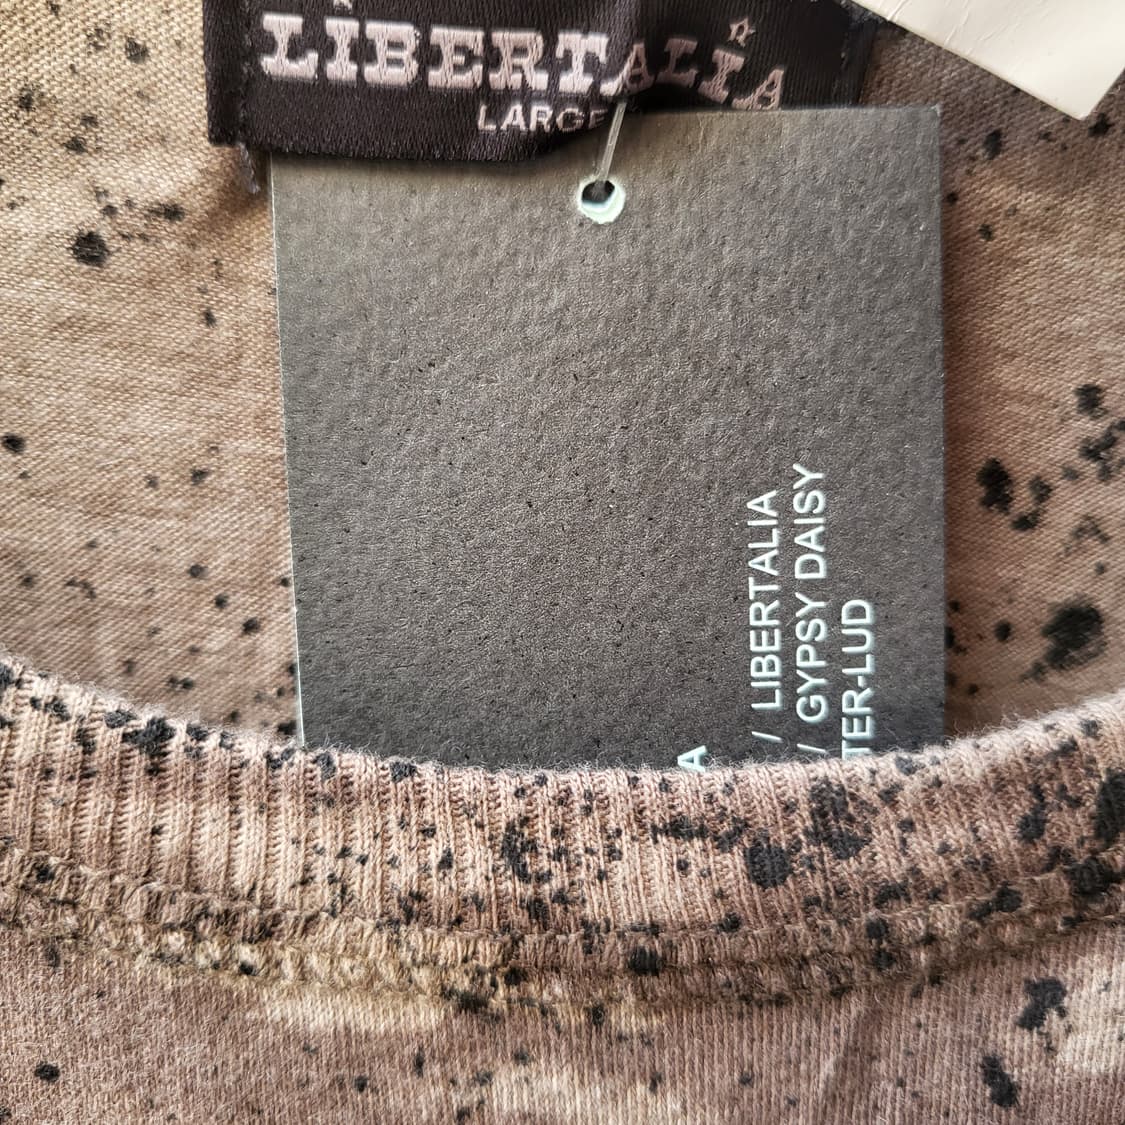 LIBERTALIA
LARGE
A
/ LIBERTALIA
/ GYPSY DAISY
TER-LUD